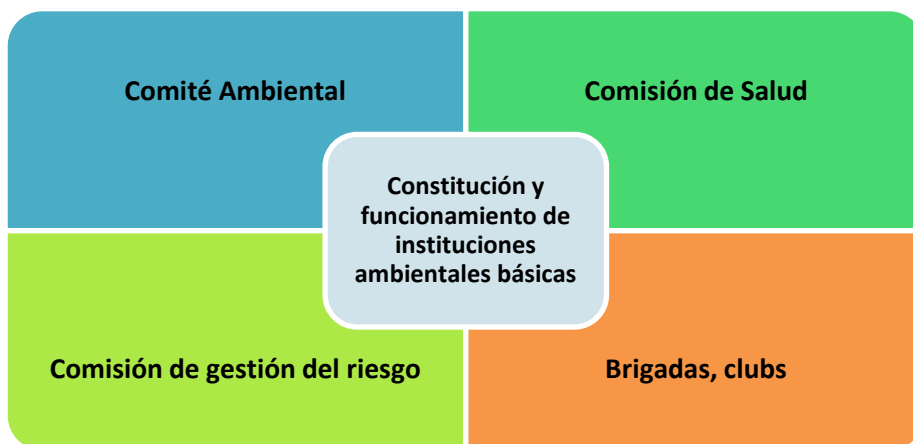 Comité Ambiental
Comisión de Salud
Constitución y
funcionamiento de
instituciones
ambientales básicas
Comisión de gestión del riesgo
Brigadas, clubs